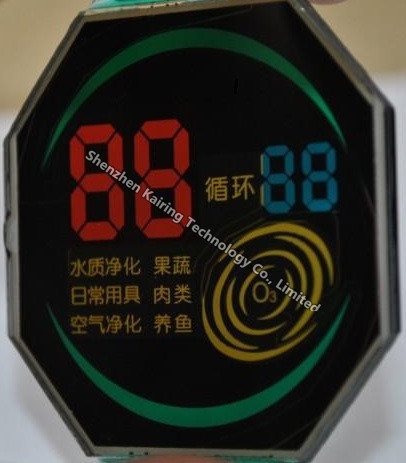 88 循环 88
水质净化 果蔬
日常用具 肉类
空气净化 养鱼
O3
Shenzhen Kairing Technology Co., Limited